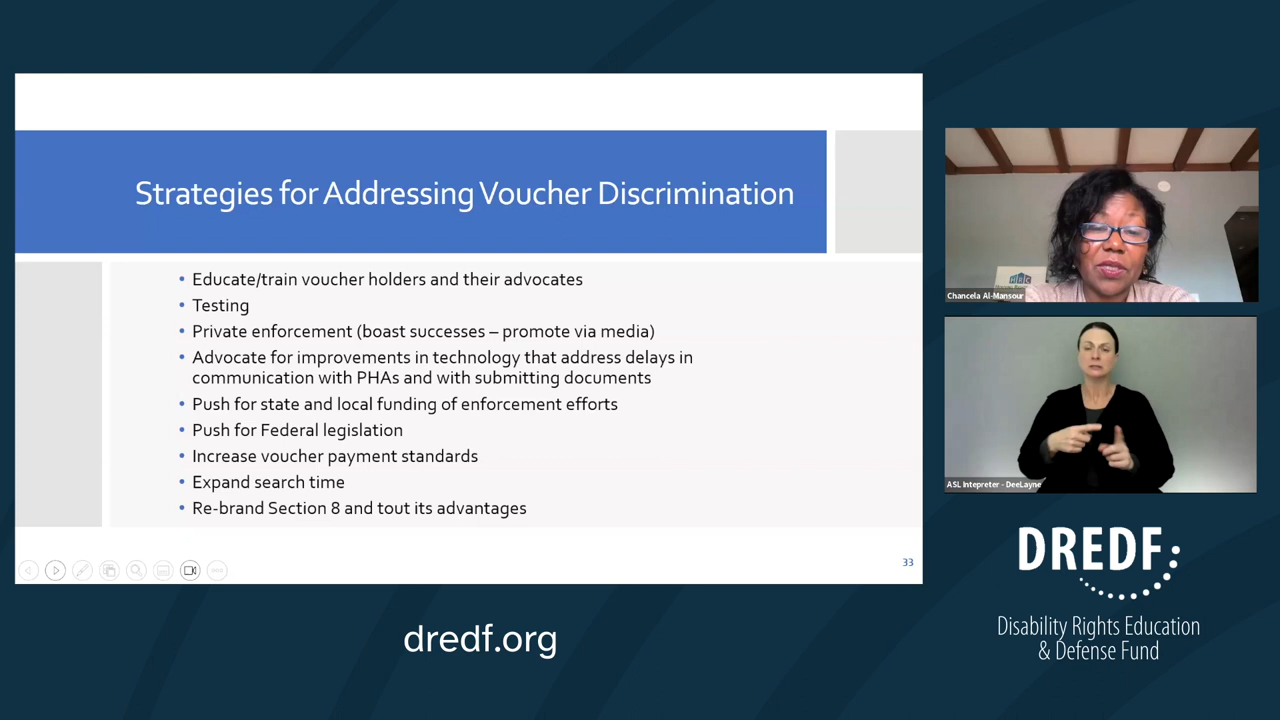 Strategies for Addressing Voucher Discrimination
• Educate/train voucher holders and their advocates
• Testing
• Private enforcement (boast successes – promote via media)
• Advocate for improvements in technology that address delays in
communication with PHAs and with submitting documents
• Push for state and local funding of enforcement efforts
• Push for Federal legislation
• Increase voucher payment standards
• Expand search time
• Re-brand Section 8 and tout its advantages
33
Chancela Al-Mansour
ASL Intepreter - DeeLayne
DREDF
Disability Rights Education
& Defense Fund
dredf.org